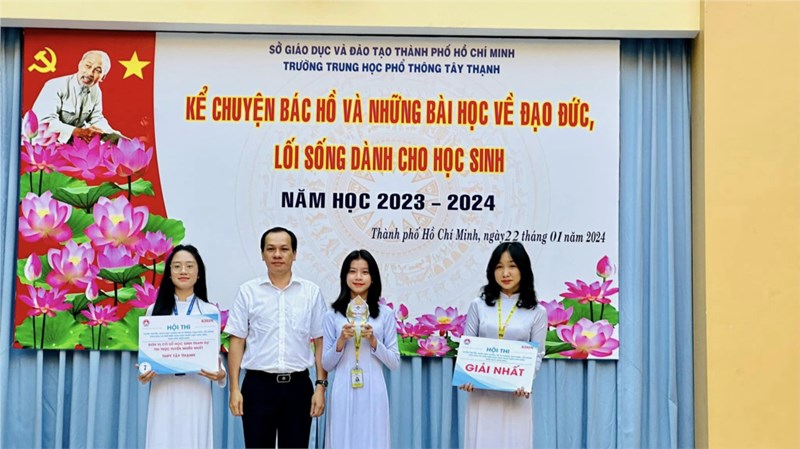 SỞ GIÁO DỤC VÀ ĐÀO TẠO THÀNH PHỐ HỒ CHÍ MINH
TRƯỜNG TRUNG HỌC PHỔ THÔNG TÂY THẠNH
KỂ CHUYỆN BÁC HỒ VÀ NHỮNG BÀI HỌC VỀ ĐẠO ĐỨC,
LỐI SỐNG DÀNH CHO HỌC SINH
NĂM HỌC 2023 – 2024
Thành phố Hồ Chí Minh, ngày 22 tháng 01 năm 2024
HỘI THI
THPT TÂY THẠNH
HỘI THI
GIẢI NHẤT